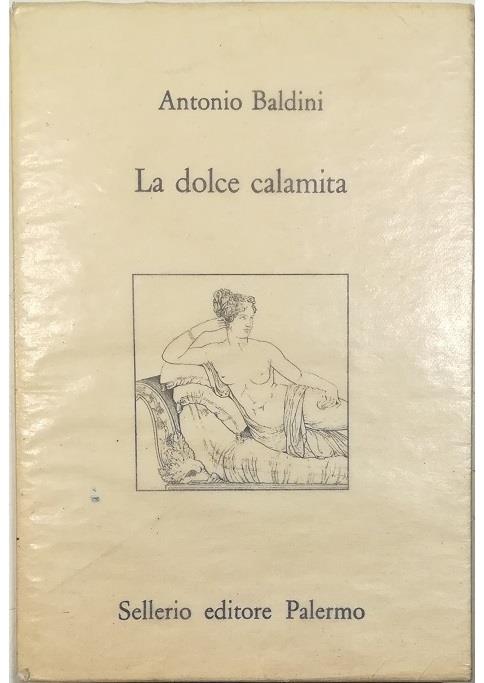 Antonio Baldini
La dolce calamita
Sellerio editore Palermo